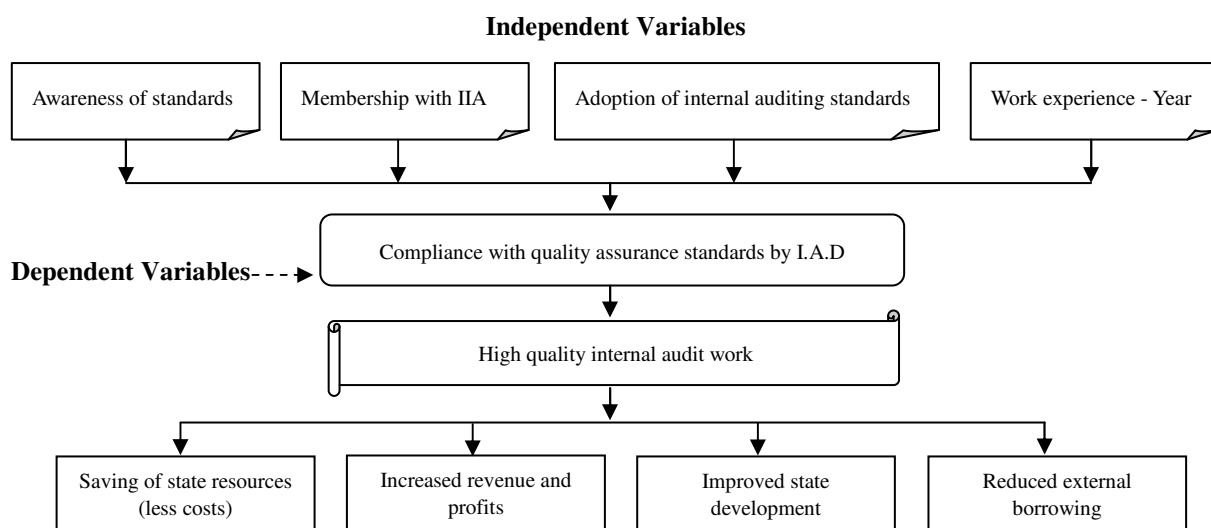 Independent Variables
Awareness of standards
Membership with IIA
Adoption of internal auditing standards
Work experience - Year
Compliance with quality assurance standards by I.A.D
Dependent Variables
High quality internal audit work
Saving of state resources
(less costs)
Increased revenue and
profits
Improved state
development
Reduced external
borrowing